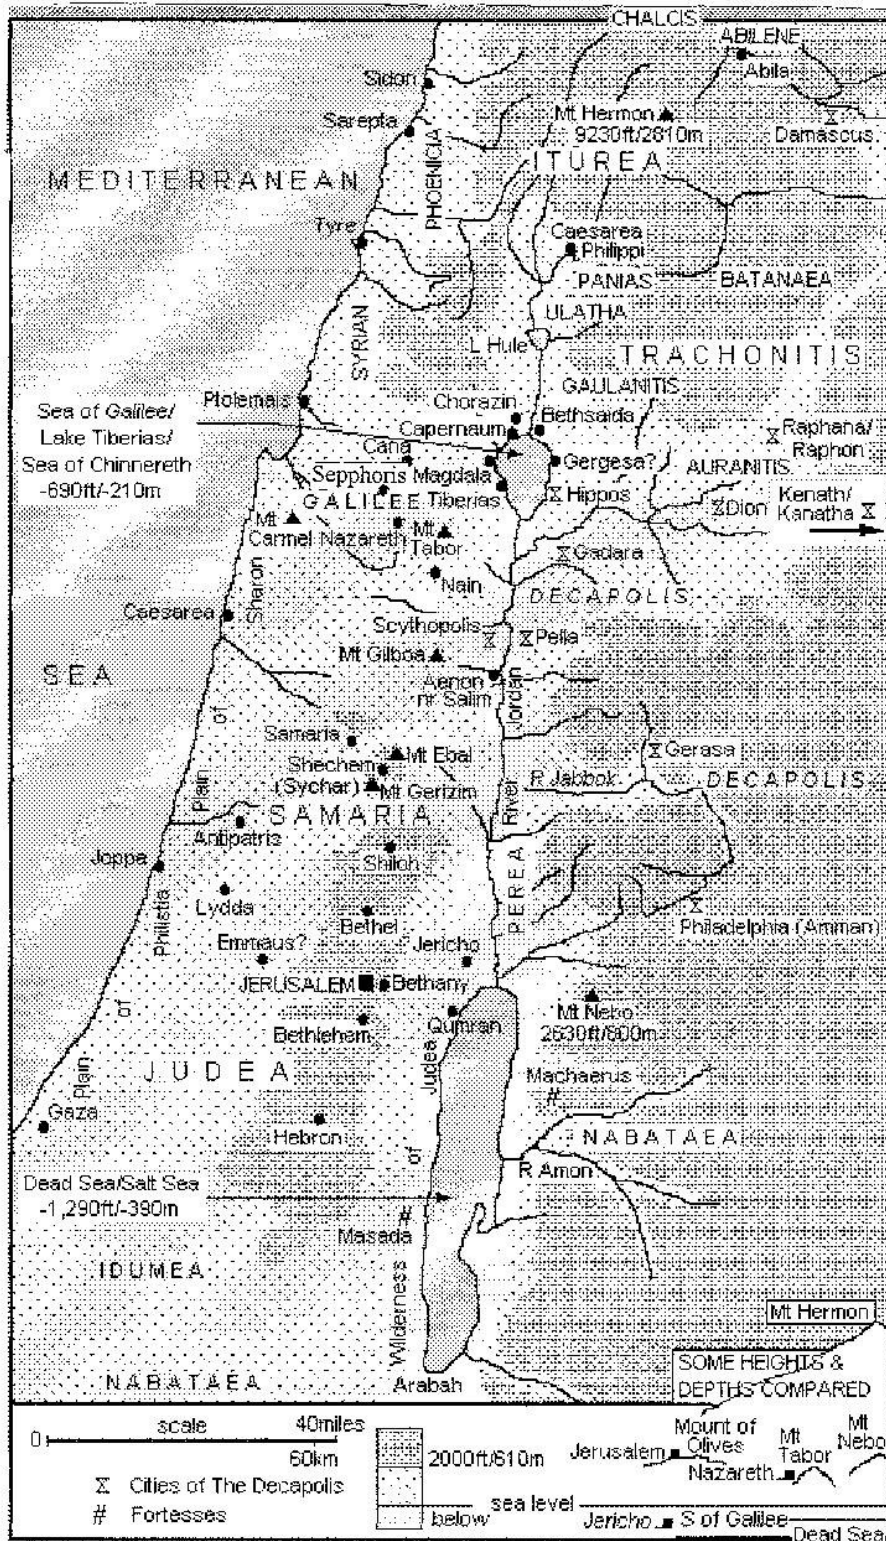 CHALCIS
ABILENE
Abila
Sidon
Mt Hermon
9230ft/2810m
Damascus
Sarepta
PHOENICIA
ITUREA
MEDITERRANEAN
Tyre
Caesarea
Philippi
PANIAS
BATANAEA
ULATHA
SYRIAN
L Hule
TRACHONITIS
GAULANITIS
Ptolemais
Sea of Galilee/
Lake Tiberias/
Sea of Chinnereth
-690ft/-210m
Chorazin
Bethsaida
Capernaum
Raphana/
Raphon
Cana
Sepphoris
Magdala
Gergesa?
AURANITIS
GALILEE
Tiberias
Hippos
Dion
Kenath/
Kanatha
Mt
Carmel
Nazareth
Mt
Tabor
Gadara
Nain
DECAPOLIS
Caesarea
Sharon
Scythopolis
Pella
Mt Gilboa
SEA
Aenon
nr Salim
Jordan
of
Samaria
Mt Ebal
Gerasa
Shechem
(Sychar)
Mt Gerizim
R Jabbok
DECAPOLIS
Plain
SAMARIA
River
Antipatris
Joppa
Shiloh
PEREA
Lydda
Philistia
Bethel
Philadelphia (Amman)
Emmaus?
Jericho
JERUSALEM
Bethany
of
Mt Nebo
2630ft/800m
Qumran
Bethlehem
JUDEA
Judea
Plain
Machaerus
#
Gaza
Hebron
NABATAEA
of
R Arnon
Dead Sea/Salt Sea
-1,290ft/-390m
#
Masada
IDUMEA
Wilderness
Mt Hermon
NABATAEA
Arabah
SOME HEIGHTS &
DEPTHS COMPARED
scale
40miles
0
60km
2000ft/610m
Jerusalem
Mount of
Olives
Mt
Tabor
Mt
Nebo
Nazareth
Cities of The Decapolis
# Fortesses
sea level
below
Jericho
S of Galilee
Dead Sea